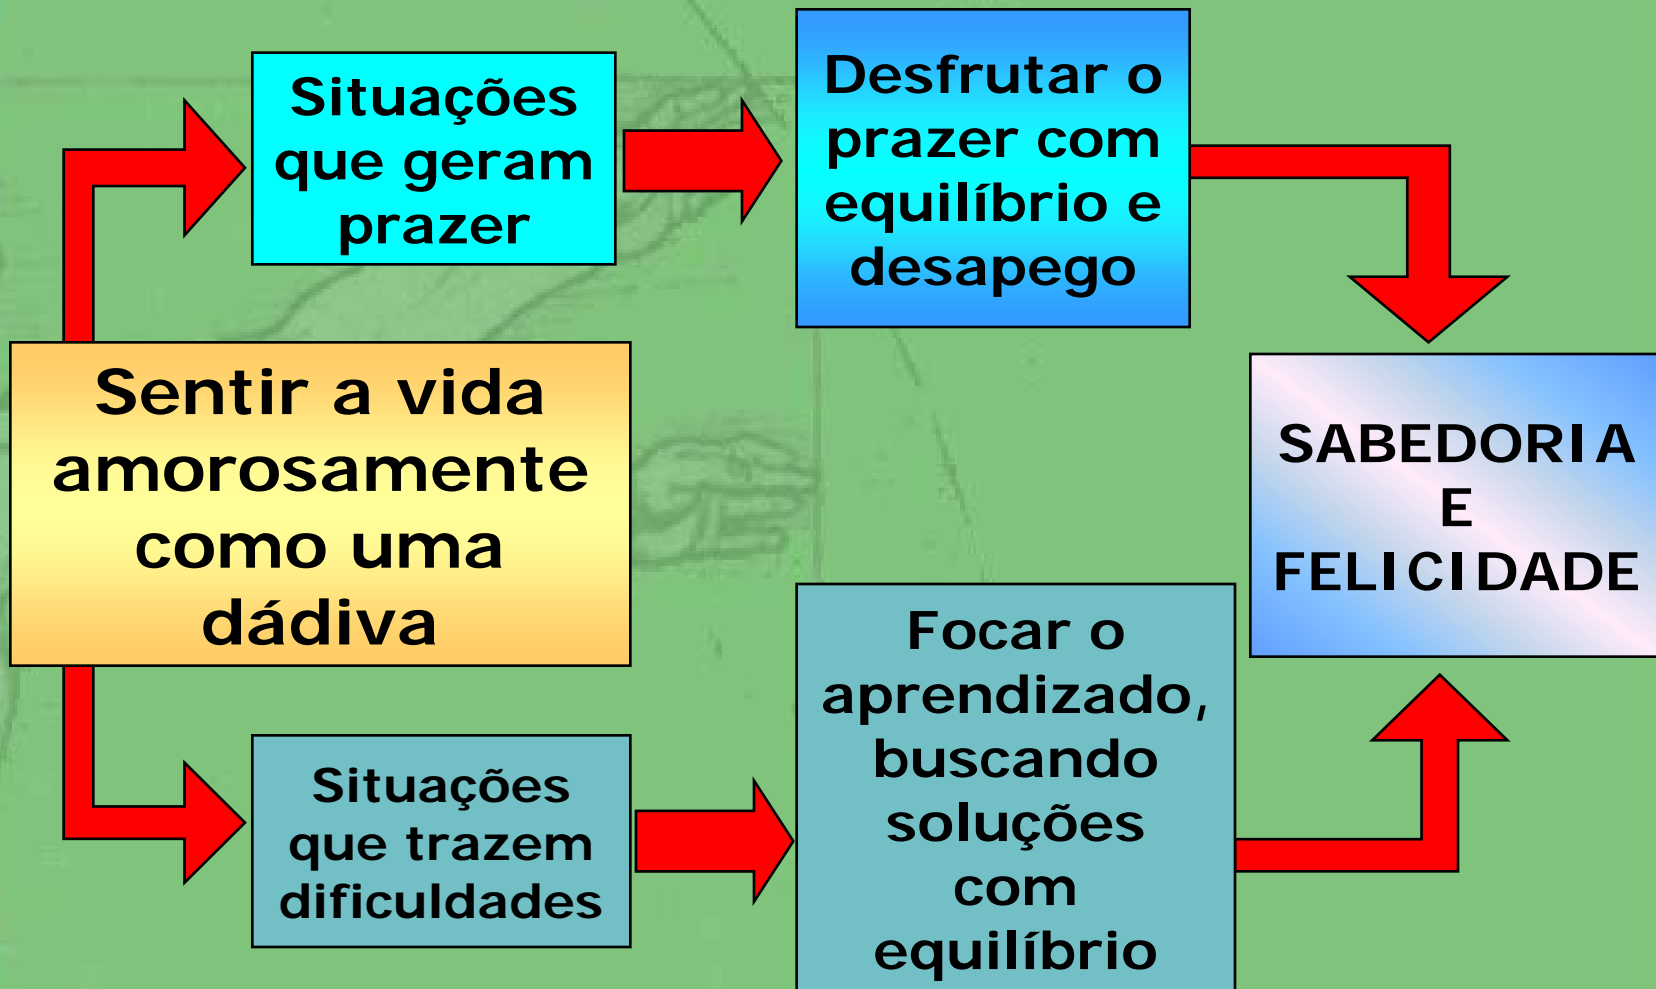 Situações
que geram
prazer
Desfrutar o
prazer com
equilíbrio e
desapego
Sentir a vida
amorosamente
como uma
dádiva
SABEDORIA
E
FELICIDADE
Situações
que trazem
dificuldades
Focar o
aprendizado,
buscando
soluções
com
equilíbrio